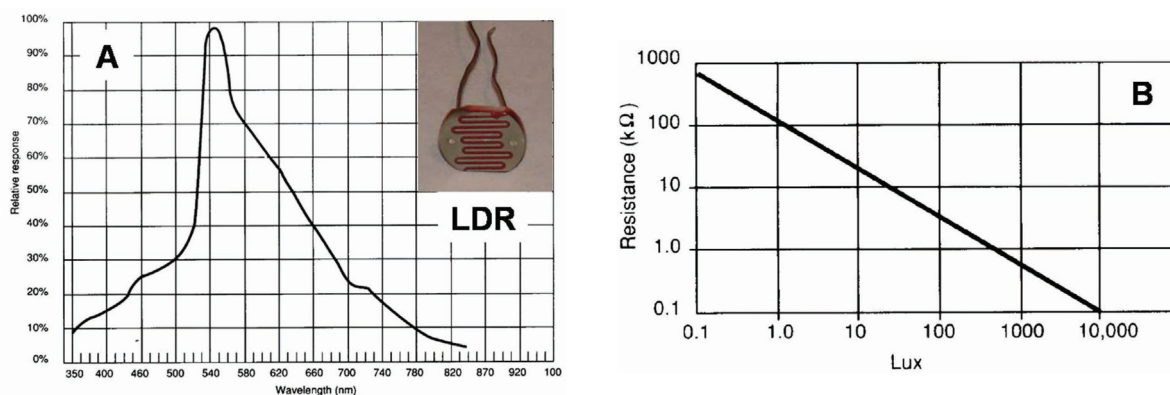 100%
90%
80%
70%
60%
50%
40%
30%
20%
10%
0%
Relative response
A
LDR
350 400 460 500 540 580 620 660 700 740 780 830 870 920 100
Wavelength (nm)
B
1000
100
10
1.0
0.1
Resistance (kΩ)
0.1 1.0 10 100 1000 10,000
Lux